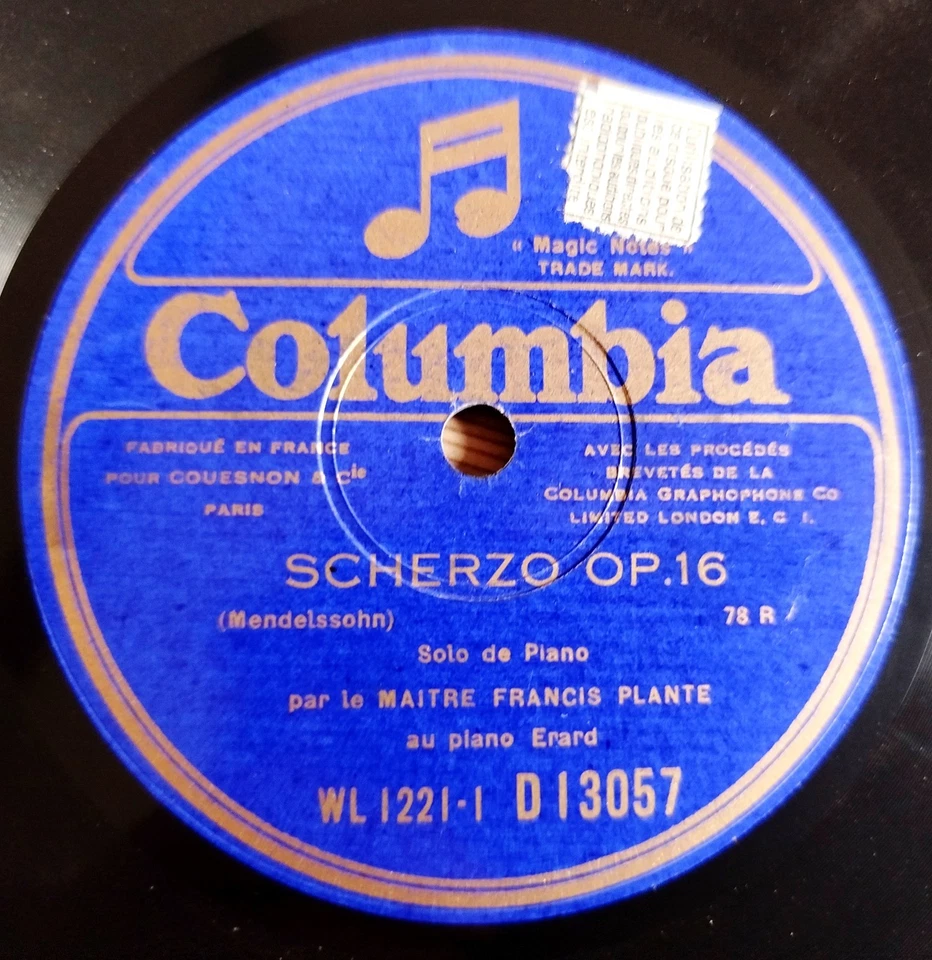 « Magic Notes »
TRADE MARK.
Columbia
FABRIQUÉ EN FRANCE
POUR COUESNON & Cie
PARIS
AVEC LES PROCÉDÉS
BREVETÉS DE LA
COLUMBIA GRAPHOPHONE CO
LIMITED LONDON E. C 1.
SCHERZO OP.16
(Mendelssohn) 78 R
Solo de Piano
par le MAITRE FRANCIS PLANTE
au piano Erard
WL 1221-1 D 13057